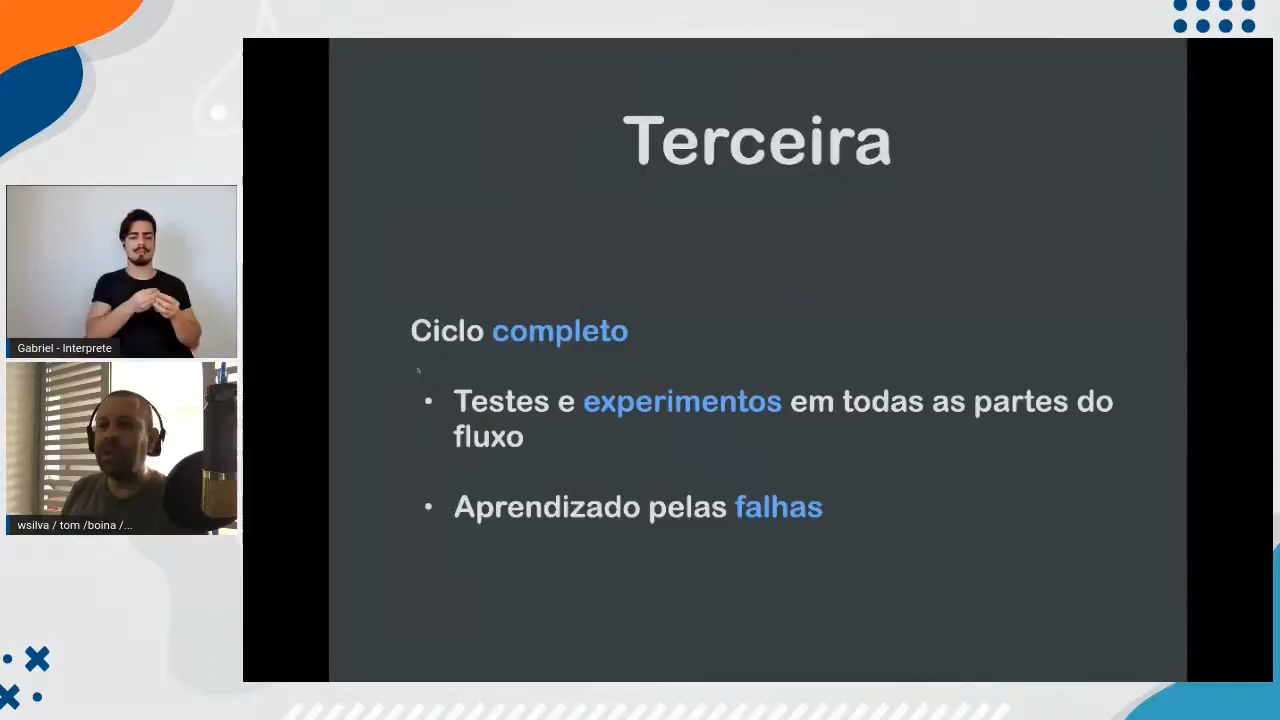 Terceira
Ciclo completo
• Testes e experimentos em todas as partes do
fluxo
• Aprendizado pelas falhas
Gabriel - Interprete
wsilva / tom /boina /...